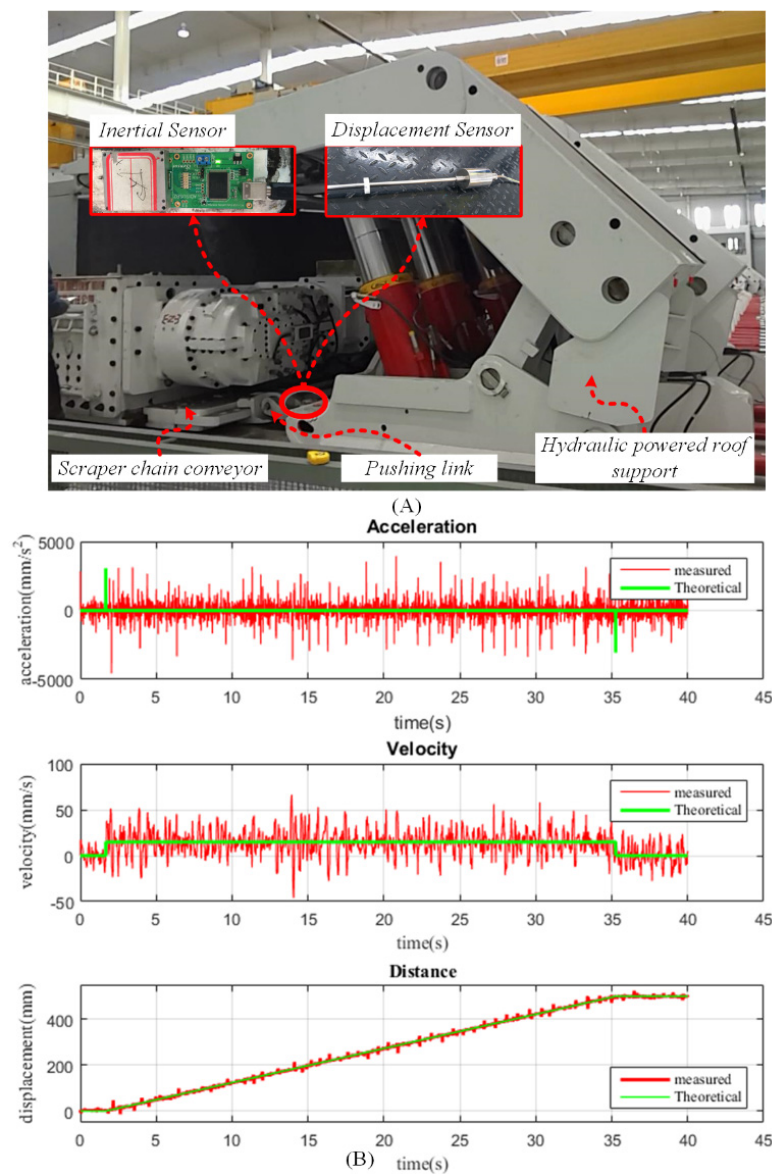 Inertial Sensor
Displacement Sensor
Scraper chain conveyor
Pushing link
Hydraulic powered roof
support
(A)
Acceleration
acceleration(mm/s²)
5000
0
-5000
measured
Theoretical
0 5 10 15 20 25 30 35 40 45
time(s)
Velocity
velocity(mm/s)
100
50
0
-50
measured
Theoretical
0 5 10 15 20 25 30 35 40 45
time(s)
Distance
displacement(mm)
400
200
0
measured
Theoretical
0 5 10 15 20 25 30 35 40 45
(B)
time(s)